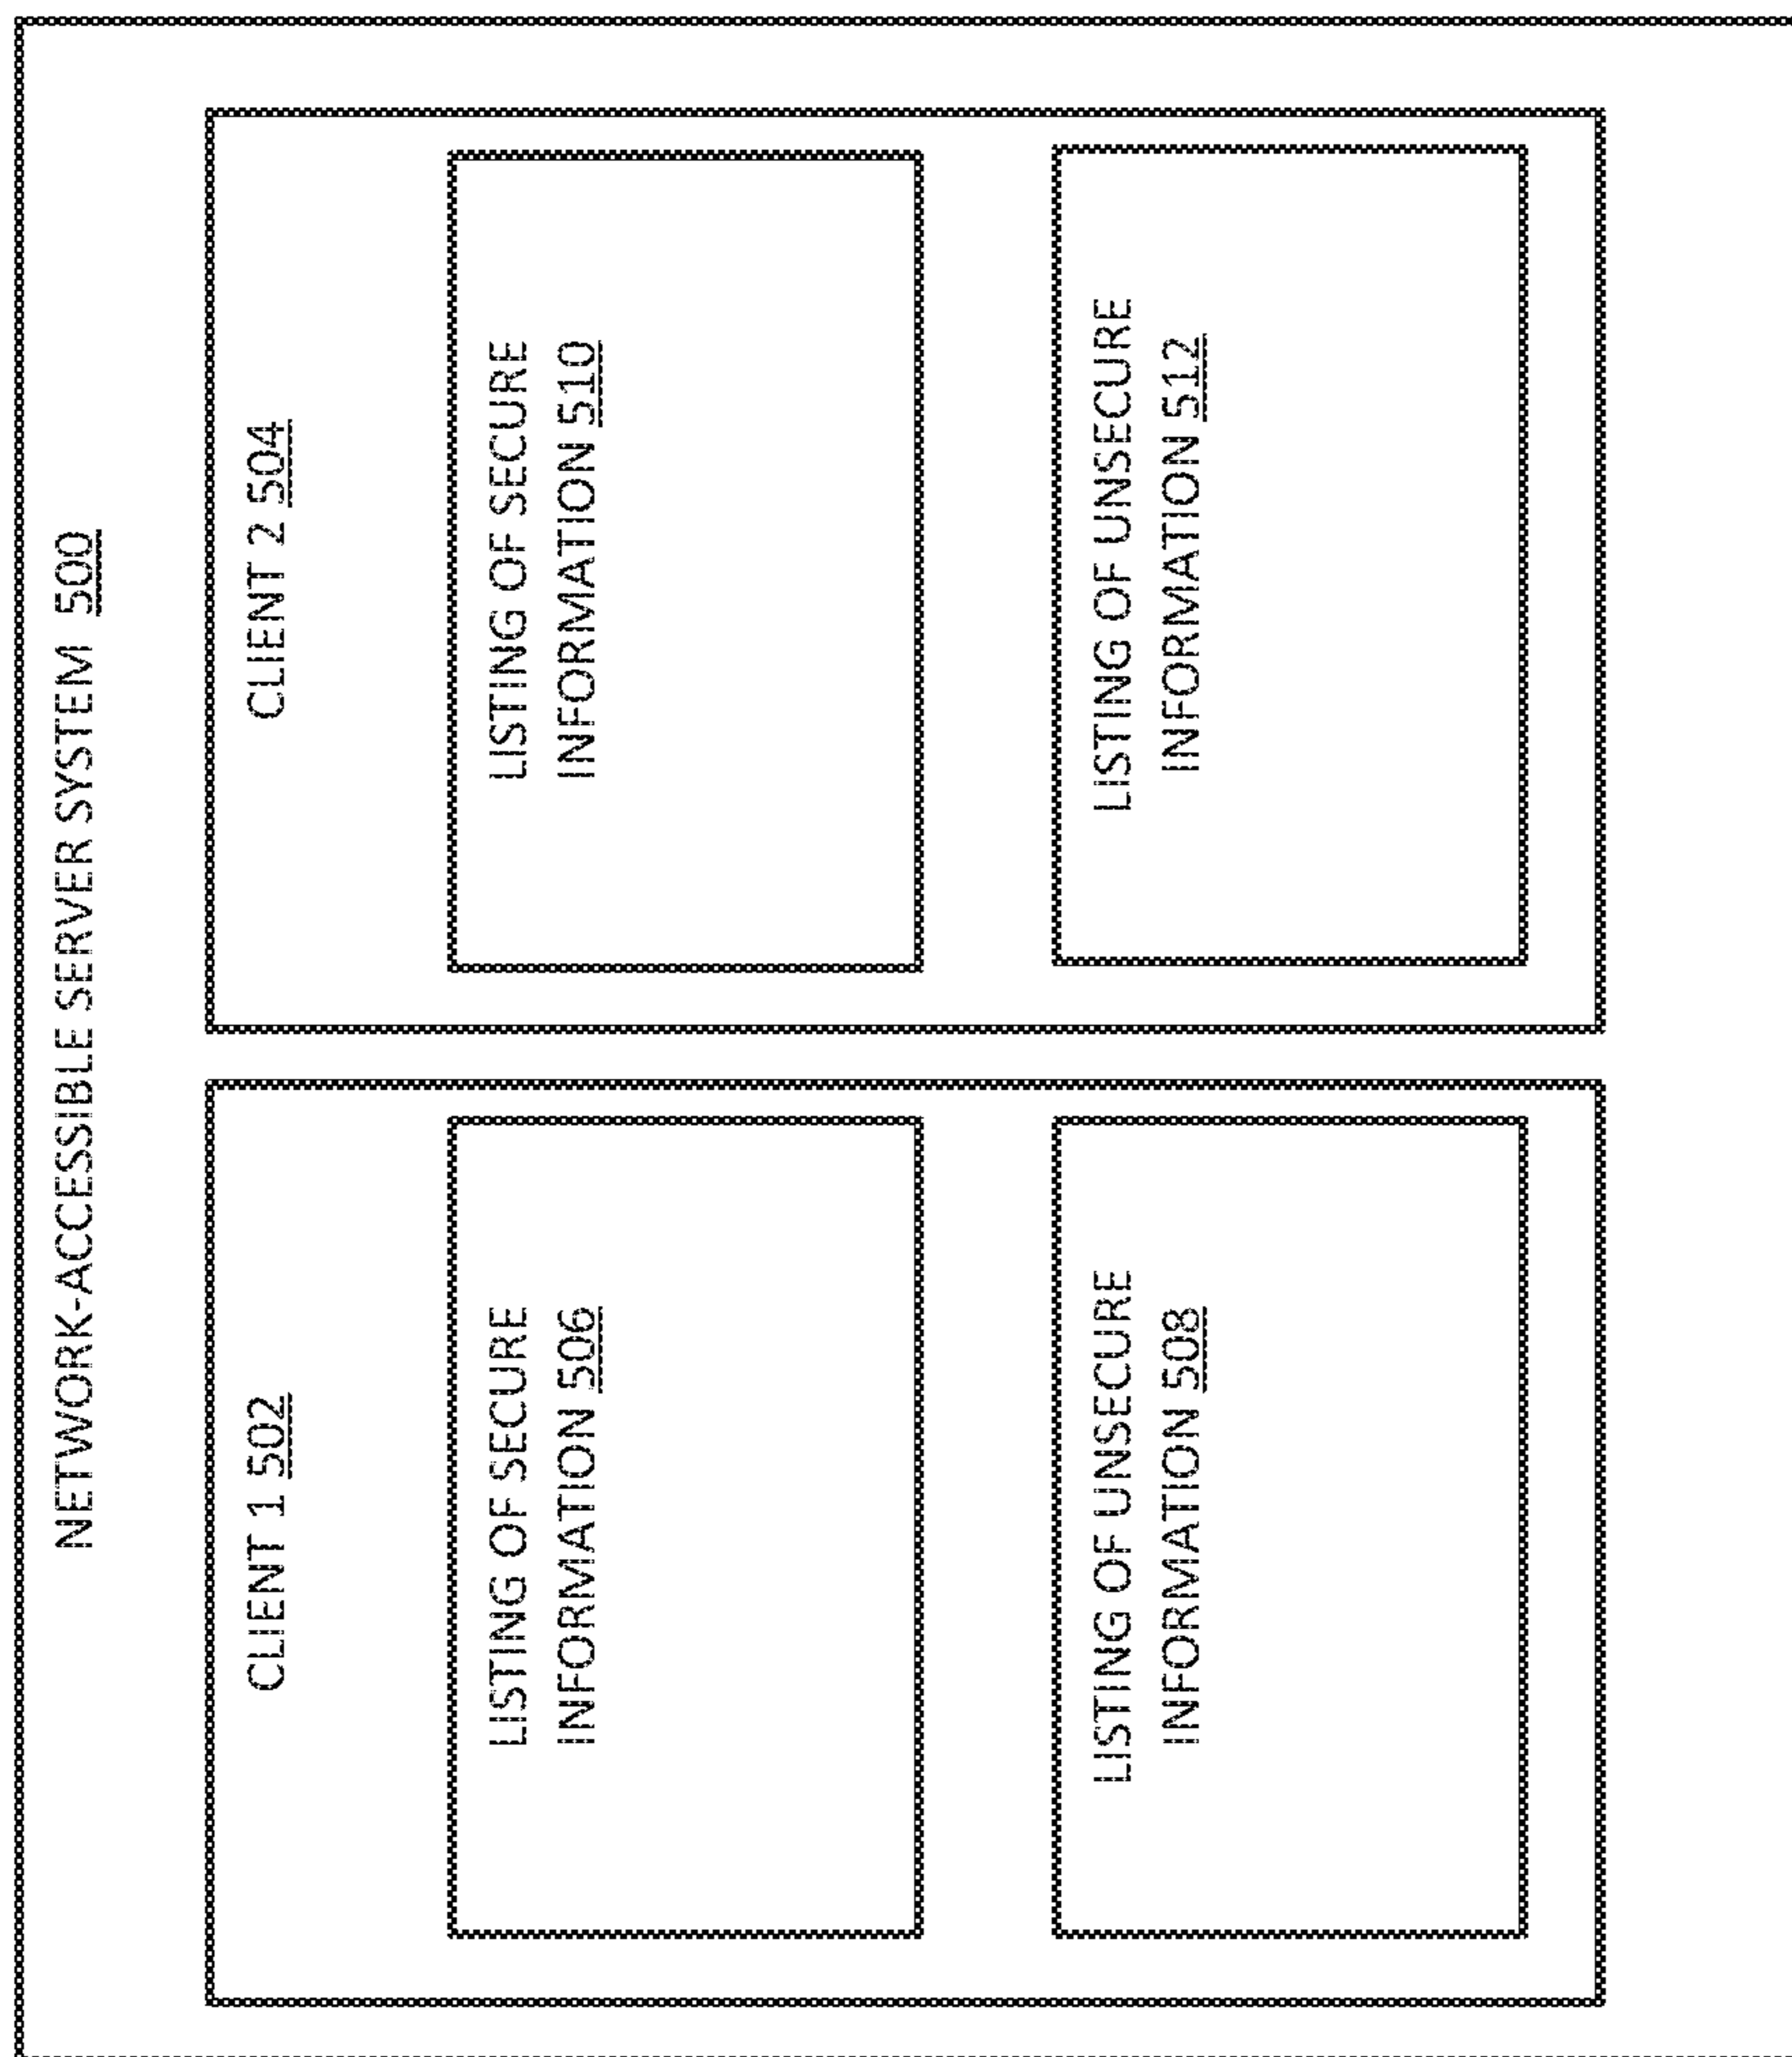 NETWORK-ACCESSIBLE SERVER SYSTEM 500
CLIENT 1 502
LISTING OF SECURE
INFORMATION 506
LISTING OF UNSECURE
INFORMATION 508
CLIENT 2 504
LISTING OF SECURE
INFORMATION 510
LISTING OF UNSECURE
INFORMATION 512